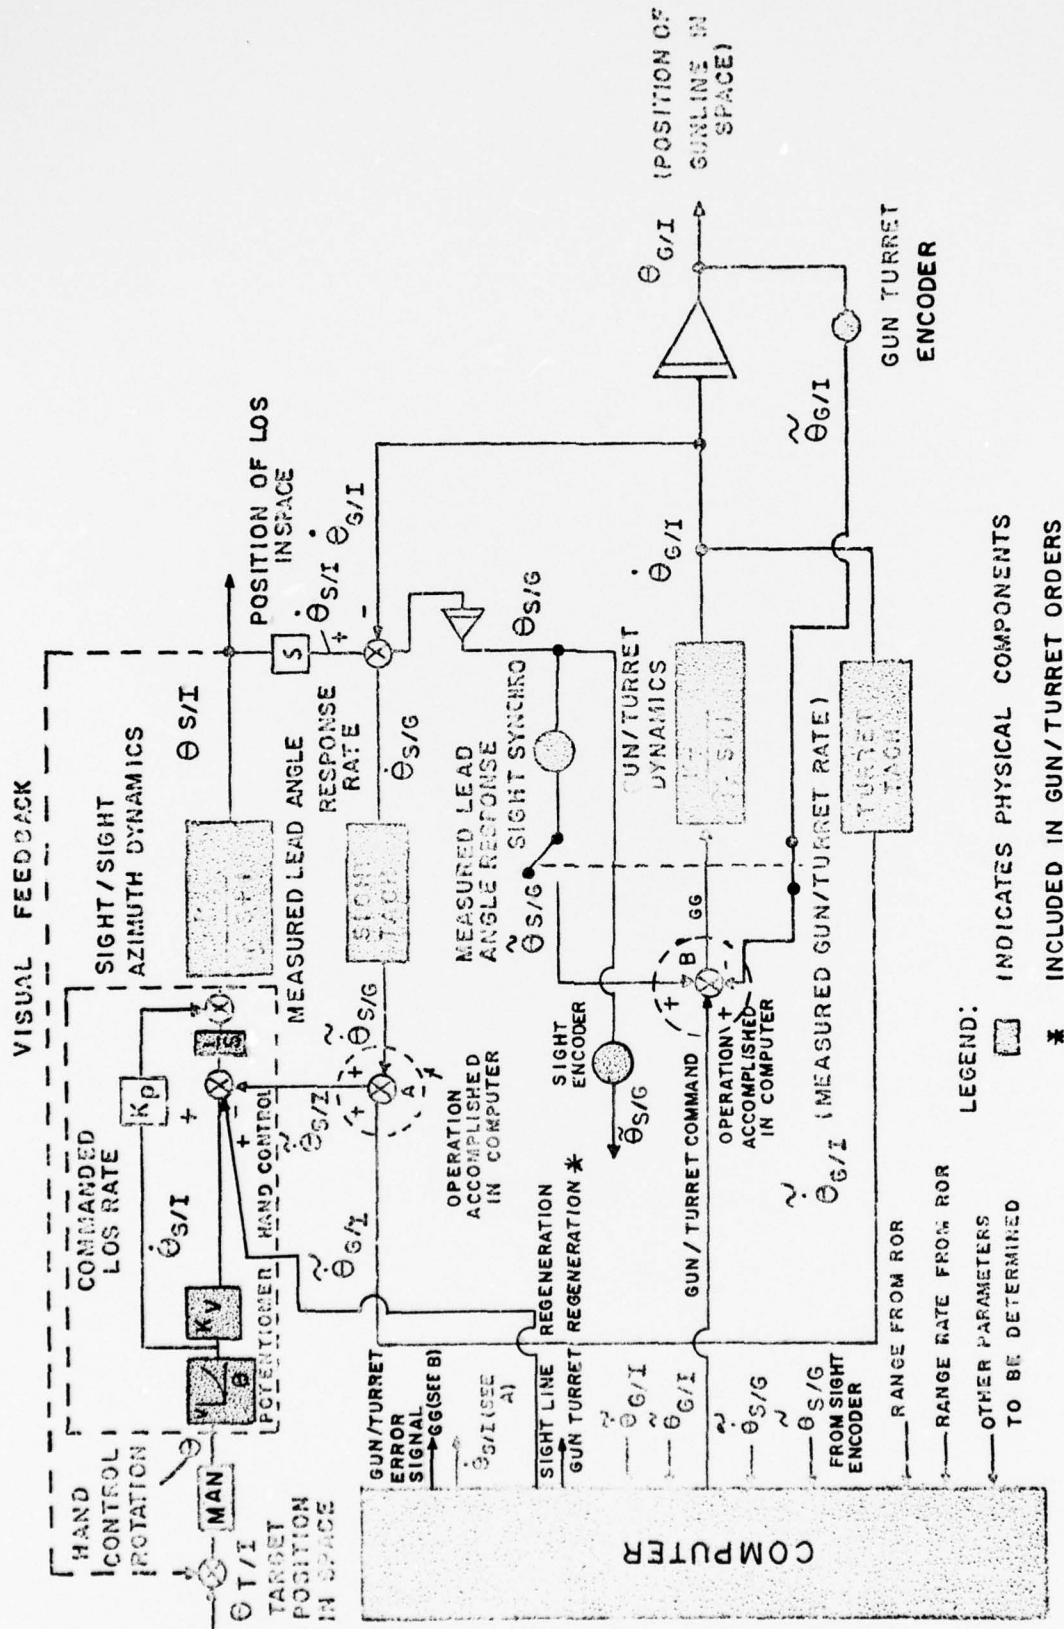 VISUAL FEEDBACK
HAND
CONTROL
ROTATION
θ
MAN
θ T/I
TARGET
POSITION
IN SPACE
COMMANDED
LOS RATE
θ̇ S/I
Kp
Kv
V
θ
POTENTIOMER HAND CONTROL
+
+
-
SIGHT/SIGHT
AZIMUTH DYNAMICS
θ S/I
POSITION OF LOS
INSPACE
S
θ̇ S/I
+
-
θ̇ G/I
MEASURED LEAD ANGLE
RESPONSE
RATE
θ̇ S/G
SIGHT
TACH
θ̃̇ S/G
θ̃̇ S/I
+
+
A
OPERATION
ACCOMPLISHED
IN COMPUTER
θ̃̇ G/I
θ S/G
MEASURED LEAD
ANGLE RESPONSE
SIGHT SYNCHRO
θ̃ S/G
SIGHT
ENCODER
θ̃ S/G
GUN/TURRET
DYNAMICS
θ̇ G/I
θ G/I
(POSITION OF
GUNLINE IN
SPACE)
+
B
GG
-
+
OPERATION
ACCOMPLISHED
IN COMPUTER
GUN/TURRET COMMAND
θ̃ G/I
GUN TURRET
ENCODER
TURRET
TACH
θ̃̇ G/I (MEASURED GUN/TURRET RATE)
GUN/TURRET
ERROR
SIGNAL
GG(SEE B)
θ̇ S/I (SEE
A)
SIGHT LINE REGENERATION
GUN TURRET REGENERATION *
θ̃̇ G/I
θ̃ G/I
θ̃̇ S/G
θ̃ S/G
FROM SIGHT
ENCODER
RANGE FROM ROR
RANGE RATE FROM ROR
OTHER PARAMETERS
TO BE DETERMINED
COMPUTER
LEGEND:
INDICATES PHYSICAL COMPONENTS
* INCLUDED IN GUN/TURRET ORDERS